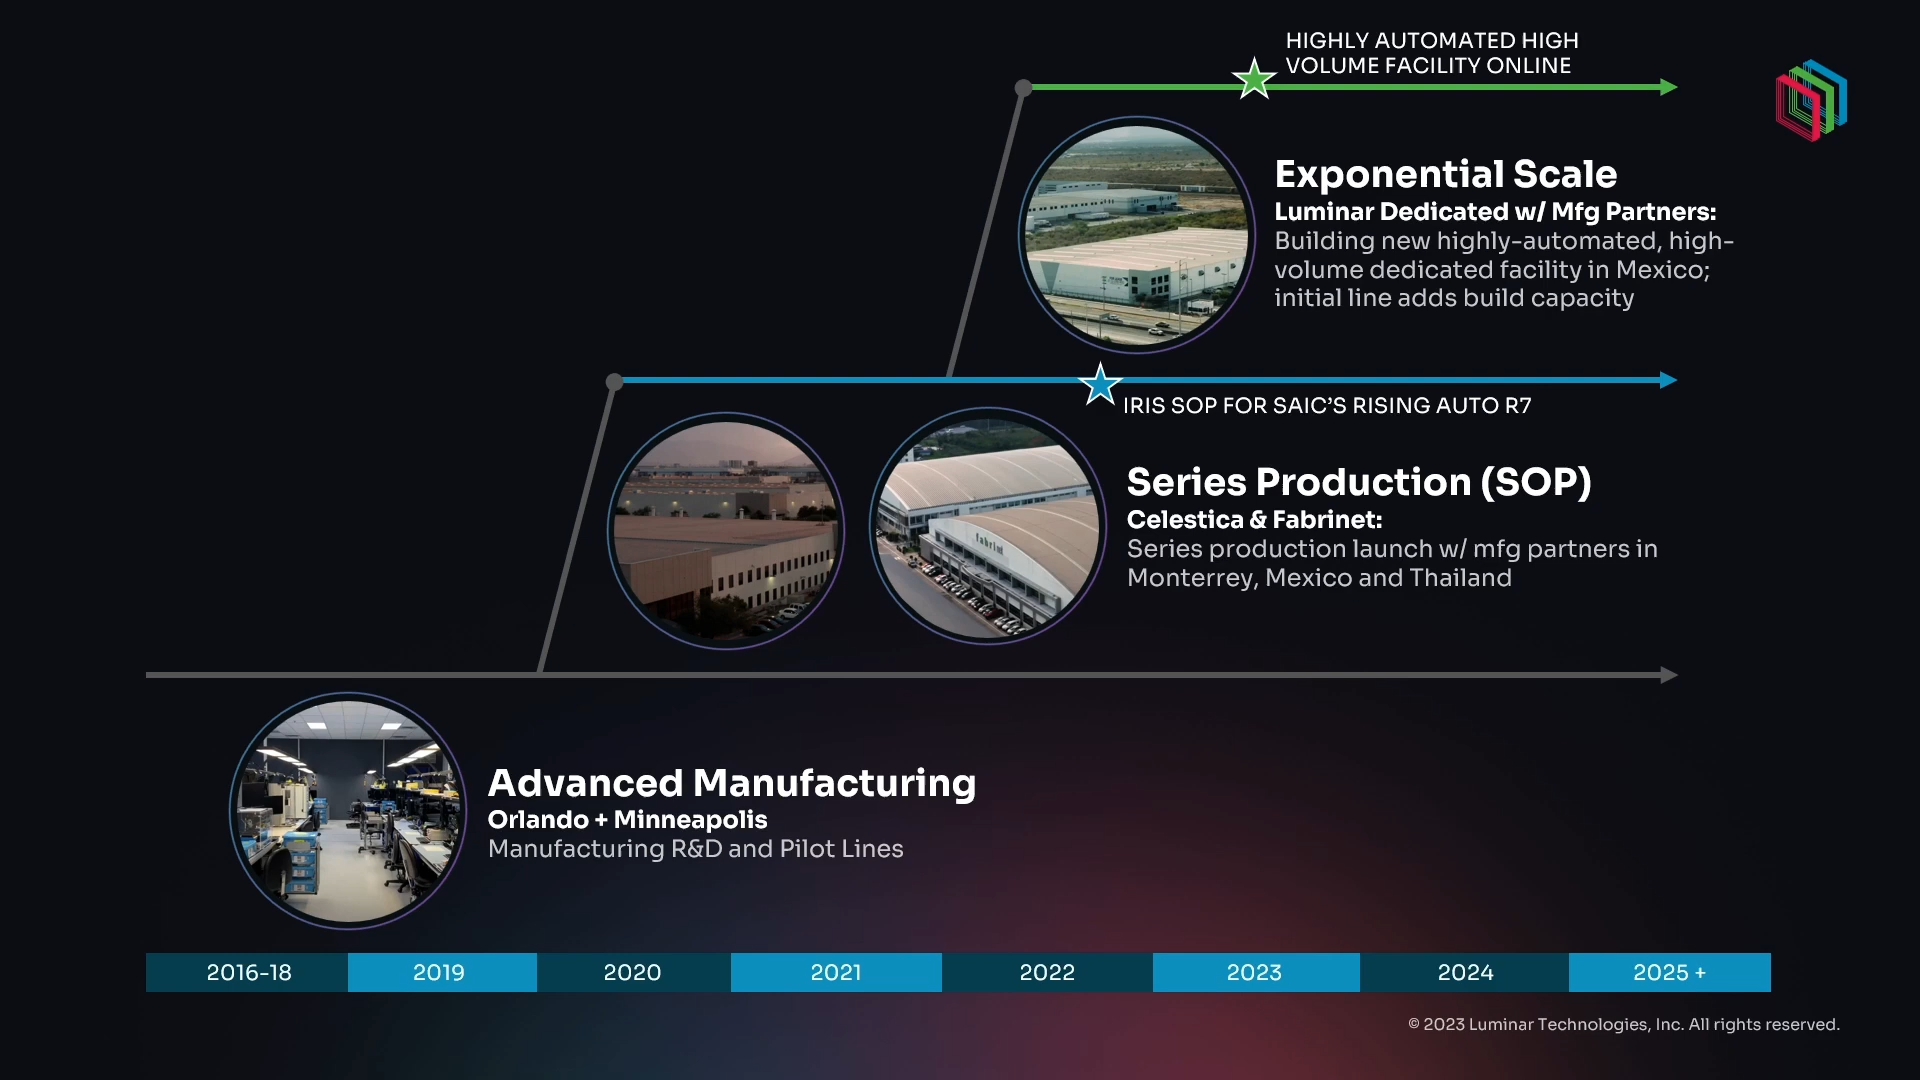 HIGHLY AUTOMATED HIGH
VOLUME FACILITY ONLINE
Exponential Scale
Luminar Dedicated w/ Mfg Partners:
Building new highly-automated, high-
volume dedicated facility in Mexico;
initial line adds build capacity
IRIS SOP FOR SAIC’S RISING AUTO R7
Series Production (SOP)
Celestica & Fabrinet:
Series production launch w/ mfg partners in
Monterrey, Mexico and Thailand
Advanced Manufacturing
Orlando + Minneapolis
Manufacturing R&D and Pilot Lines
2016-18 2019 2020 2021 2022 2023 2024 2025 +
© 2023 Luminar Technologies, Inc. All rights reserved.